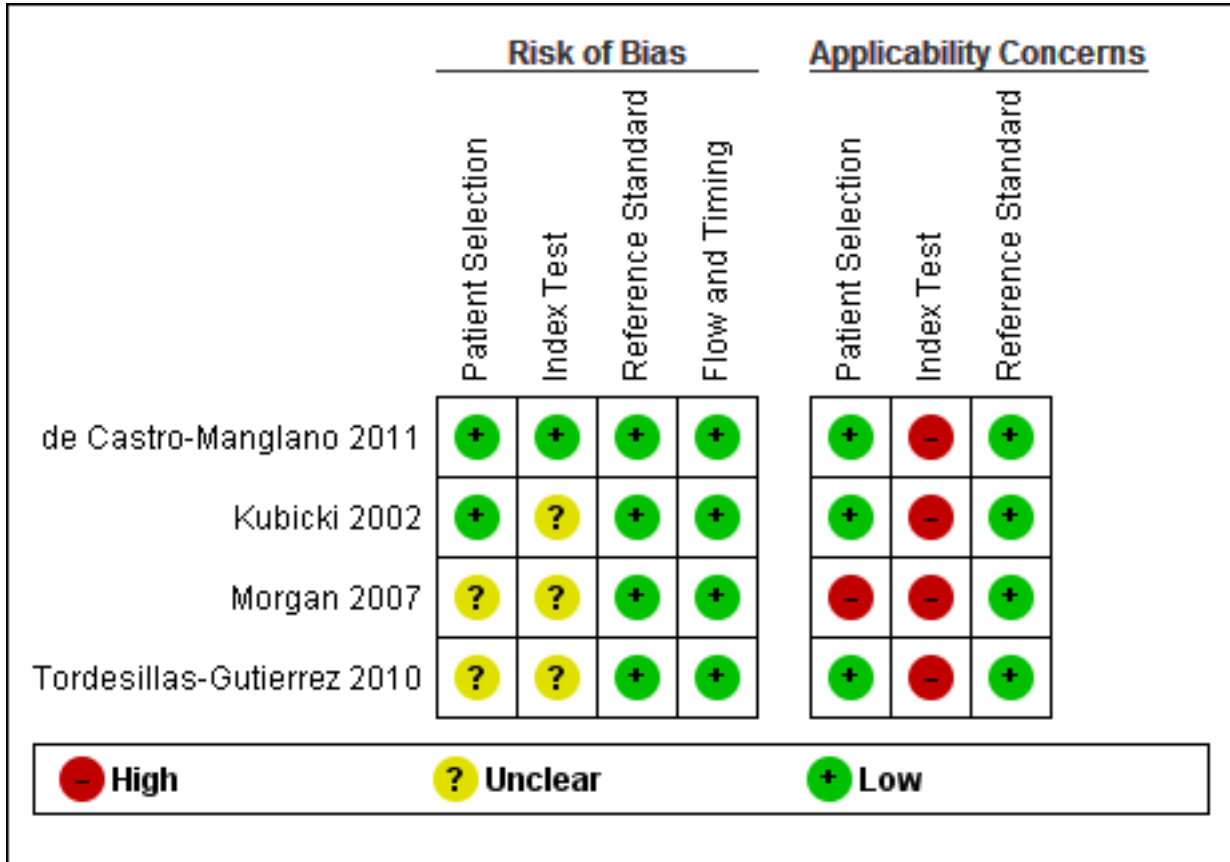 Risk of Bias Applicability Concerns
Patient Selection
Index Test
Reference Standard
Flow and Timing
Patient Selection
Index Test
Reference Standard
de Castro-Manglano 2011 + + + + + - +
Kubicki 2002 + ? + + + - +
Morgan 2007 ? ? + + - - +
Tordesillas-Gutierrez 2010 ? ? + + + - +
- High ? Unclear + Low